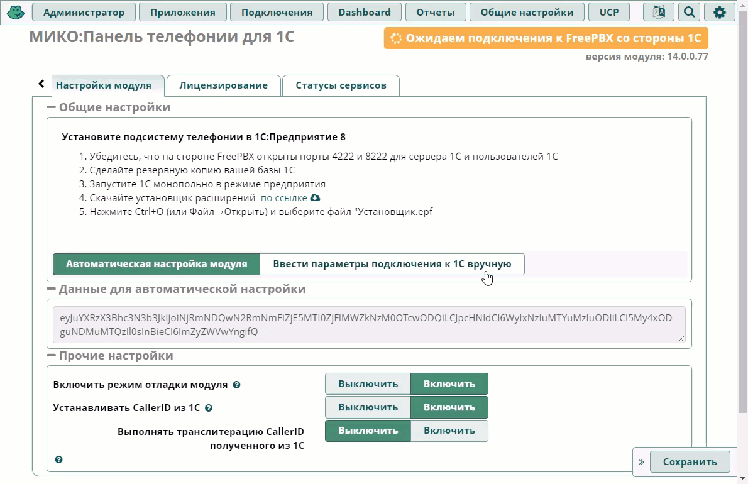 Администратор Приложения Подключения Dashboard Отчеты Общие настройки UCP
МИКО:Панель телефонии для 1С
Ожидаем подключения к FreePBX со стороны 1С
версия модуля: 14.0.0.77
Настройки модуля Лицензирование Статусы сервисов
Общие настройки
Установите подсистему телефонии в 1С:Предприятие 8
1. Убедитесь, что на стороне FreePBX открыты порты 4222 и 8222 для сервера 1С и пользователей 1С
2. Сделайте резервную копию вашей базы 1С
3. Запустите 1С монопольно в режиме предприятия
4. Скачайте установщик расширений по ссылке
5. Нажмите Ctrl+O (или Файл→Открыть) и выберите файл "Установщик.epf
Автоматическая настройка модуля Ввести параметры подключения к 1С вручную
Данные для автоматической настройки
Прочие настройки
Включить режим отладки модуля Выключить Включить
Устанавливать CallerID из 1С Выключить Включить
Выполнять транслитерацию CallerID Выключить Включить
полученного из 1С
» Сохранить